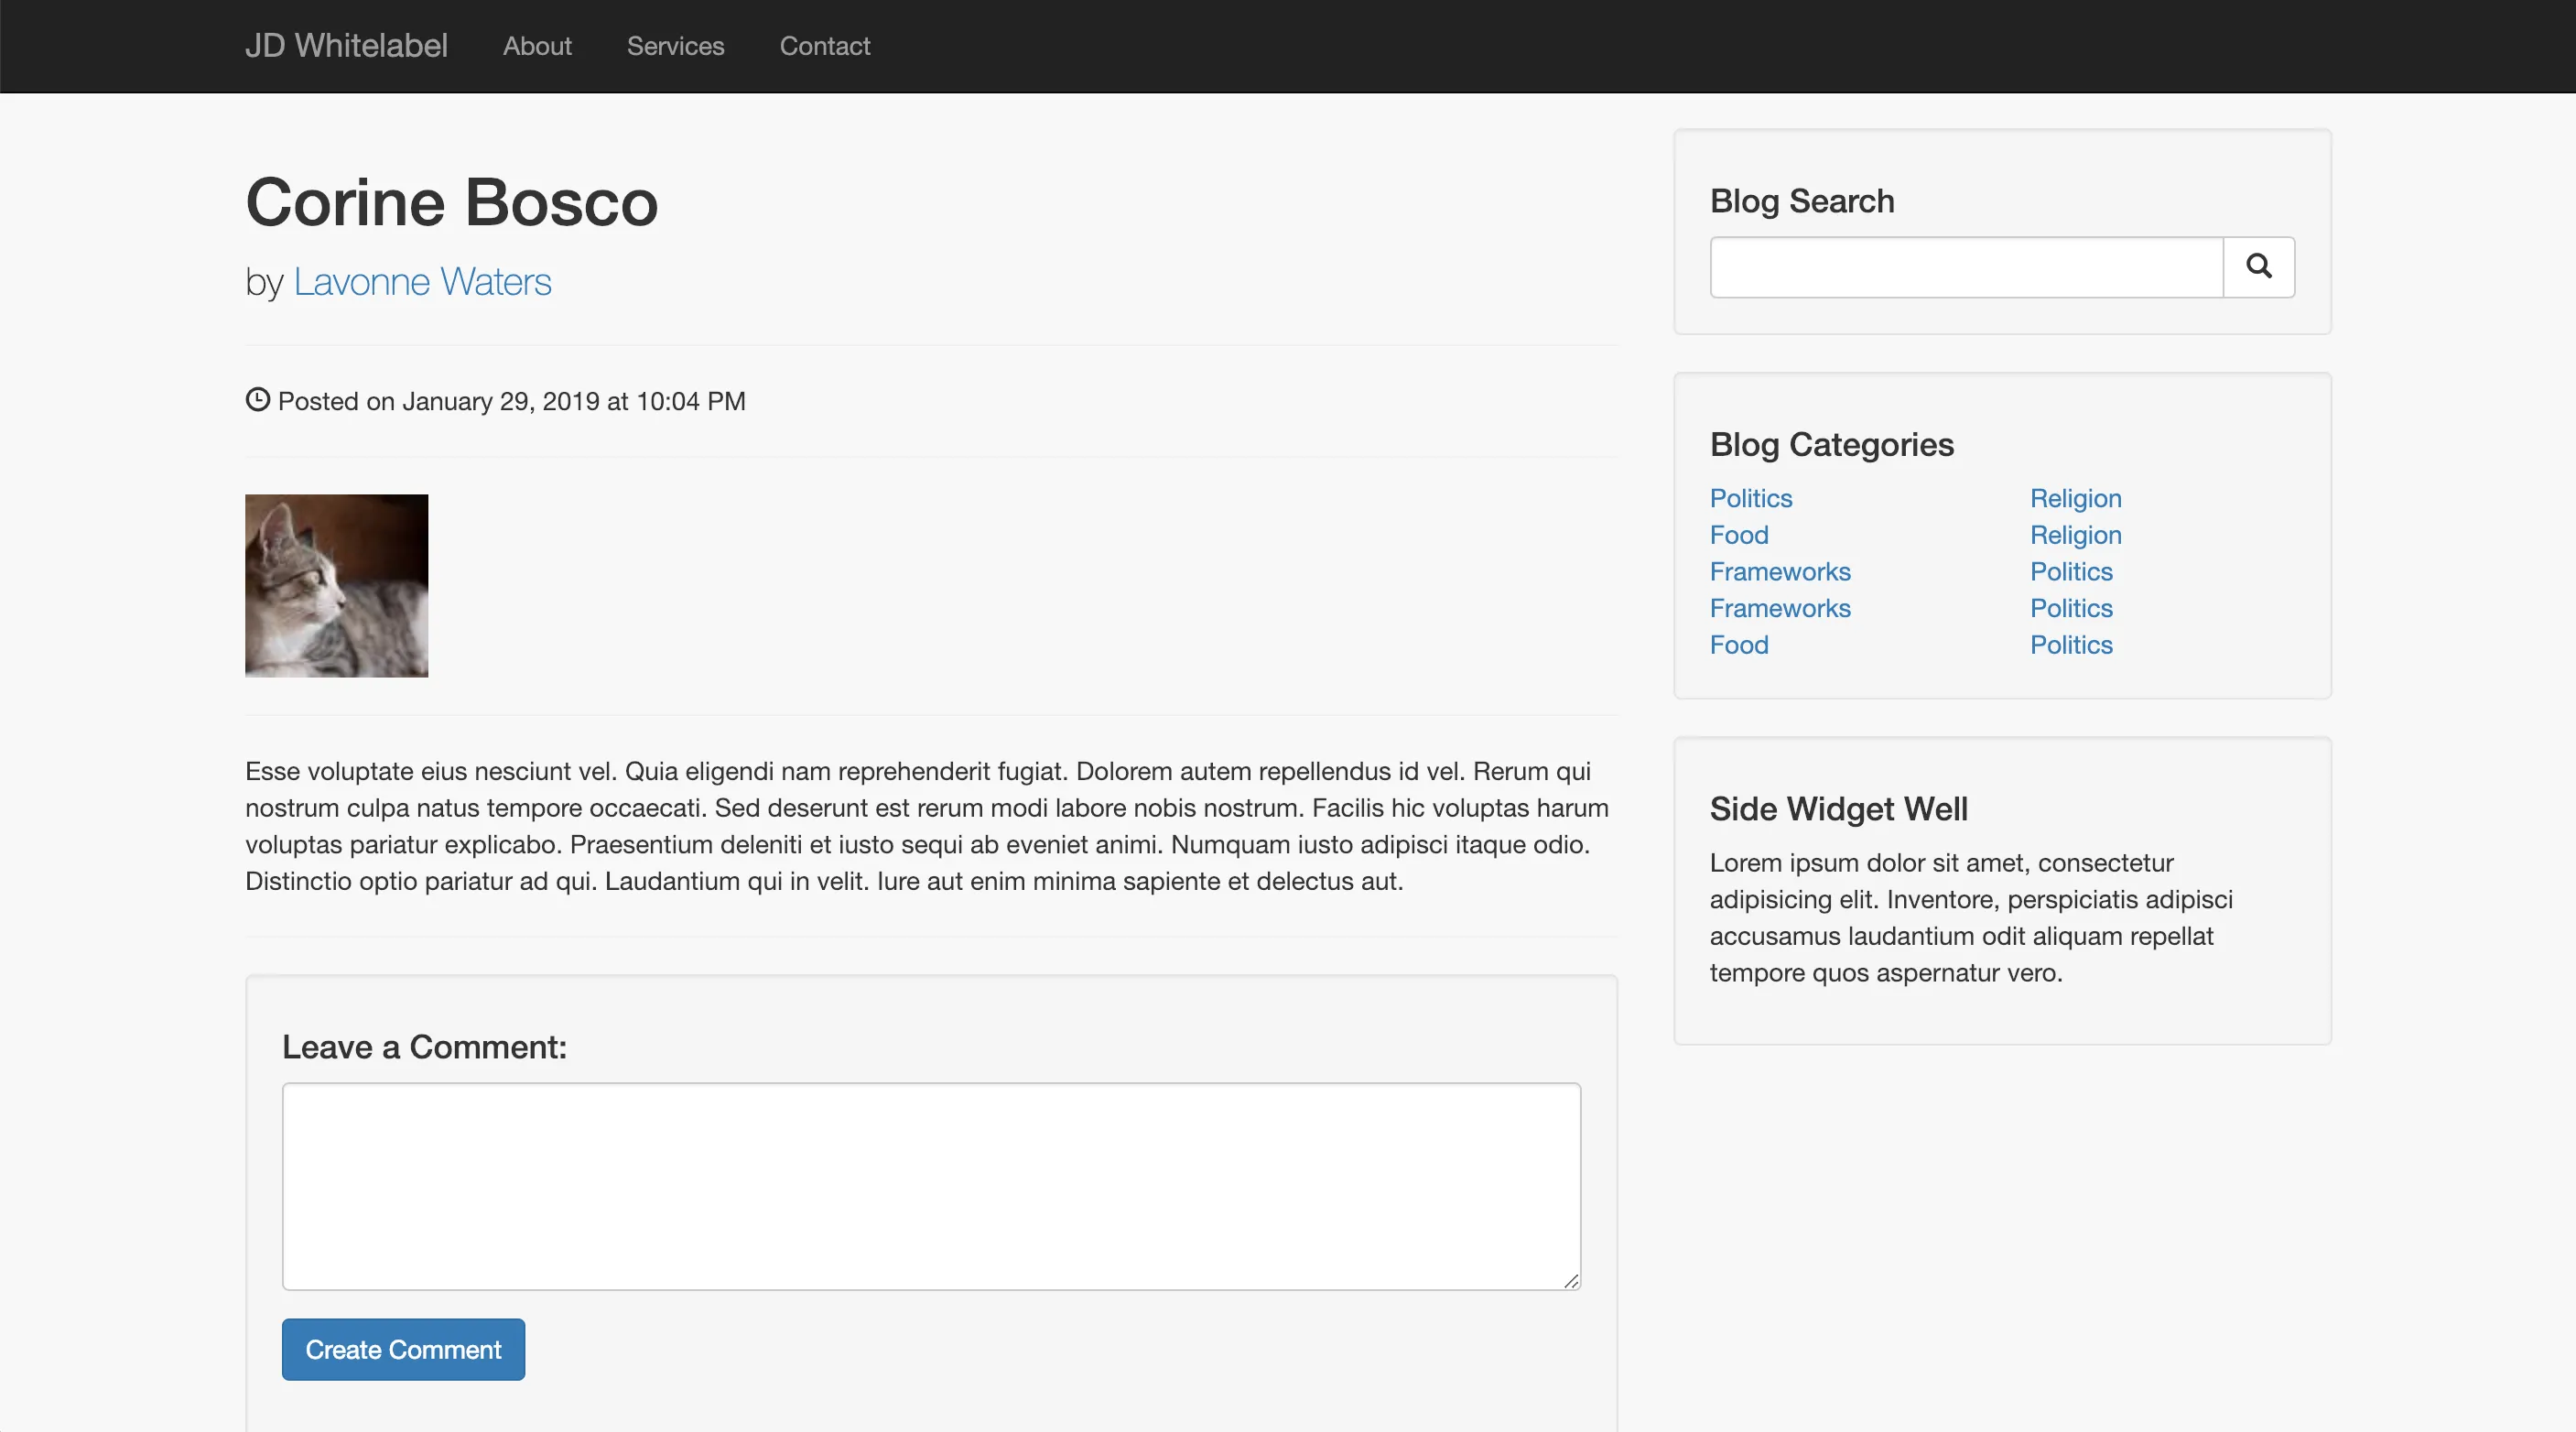 JD Whitelabel About Services Contact
Corine Bosco
by Lavonne Waters
Posted on January 29, 2019 at 10:04 PM
Esse voluptate eius nesciunt vel. Quia eligendi nam reprehenderit fugiat. Dolorem autem repellendus id vel. Rerum qui
nostrum culpa natus tempore occaecati. Sed deserunt est rerum modi labore nobis nostrum. Facilis hic voluptas harum
voluptas pariatur explicabo. Praesentium deleniti et iusto sequi ab eveniet animi. Numquam iusto adipisci itaque odio.
Distinctio optio pariatur ad qui. Laudantium qui in velit. Iure aut enim minima sapiente et delectus aut.
Leave a Comment:
Create Comment
Blog Search
Blog Categories
Politics Religion
Food Religion
Frameworks Politics
Frameworks Politics
Food Politics
Side Widget Well
Lorem ipsum dolor sit amet, consectetur
adipisicing elit. Inventore, perspiciatis adipisci
accusamus laudantium odit aliquam repellat
tempore quos aspernatur vero.